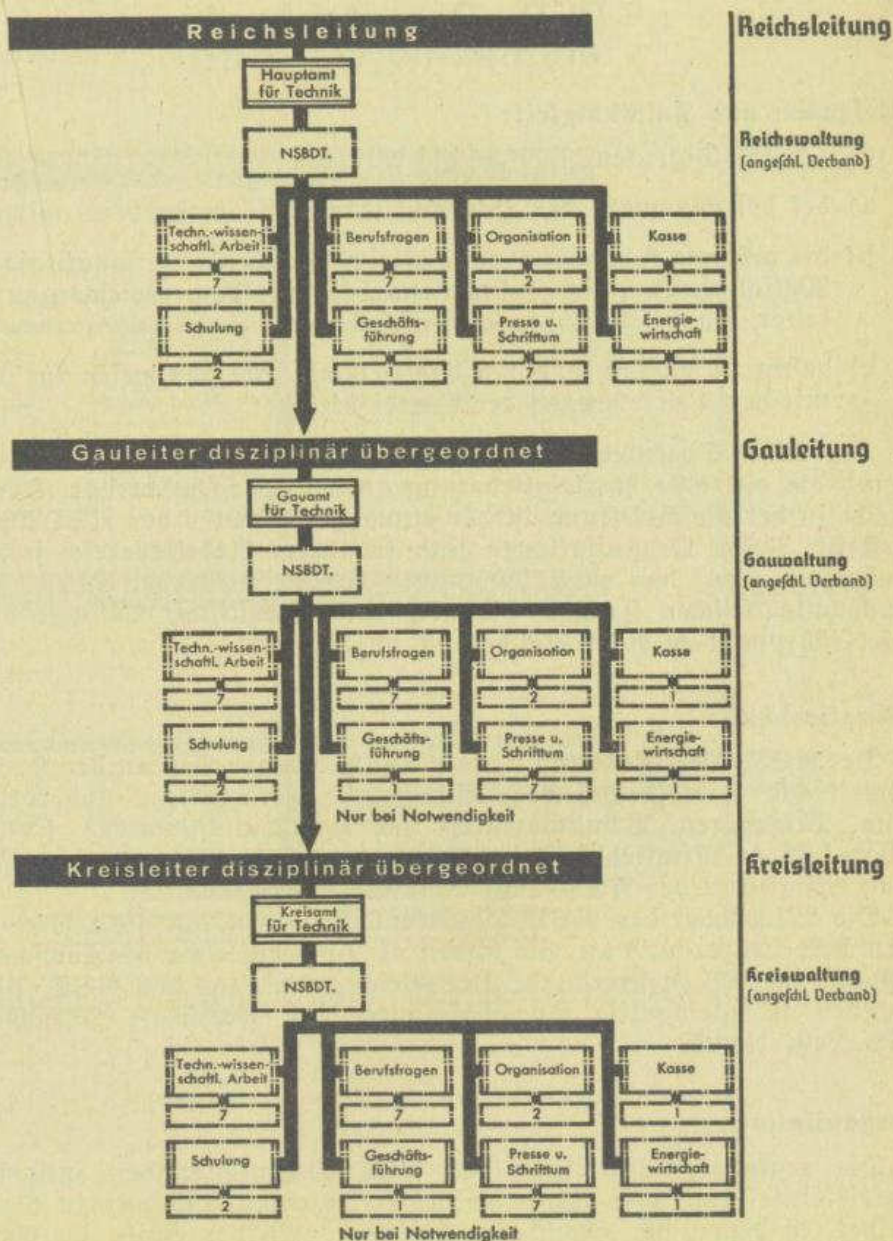 Reichsleitung
Reichsleitung
Hauptamt
für Technik
NSBDT.
Reichswaltung
(angeschl. Verband)
Techn.-wissen-
schaftl. Arbeit
Berufsfragen
Organisation
Kasse
7
7
2
1
Schulung
Geschäfts-
führung
Presse u.
Schrifttum
Energie-
wirtschaft
2
1
7
1
Gauleiter disziplinär übergeordnet
Gauleitung
Gauamt
für Technik
NSBDT.
Gauwaltung
(angeschl. Verband)
Techn.-wissen-
schaftl. Arbeit
Berufsfragen
Organisation
Kasse
7
7
2
1
Schulung
Geschäfts-
führung
Presse u.
Schrifttum
Energie-
wirtschaft
2
1
7
1
Nur bei Notwendigkeit
Kreisleiter disziplinär übergeordnet
Kreisleitung
Kreisamt
für Technik
NSBDT.
Kreiswaltung
(angeschl. Verband)
Techn.-wissen-
schaftl. Arbeit
Berufsfragen
Organisation
Kasse
7
7
2
1
Schulung
Geschäfts-
führung
Presse u.
Schrifttum
Energie-
wirtschaft
2
1
7
1
Nur bei Notwendigkeit